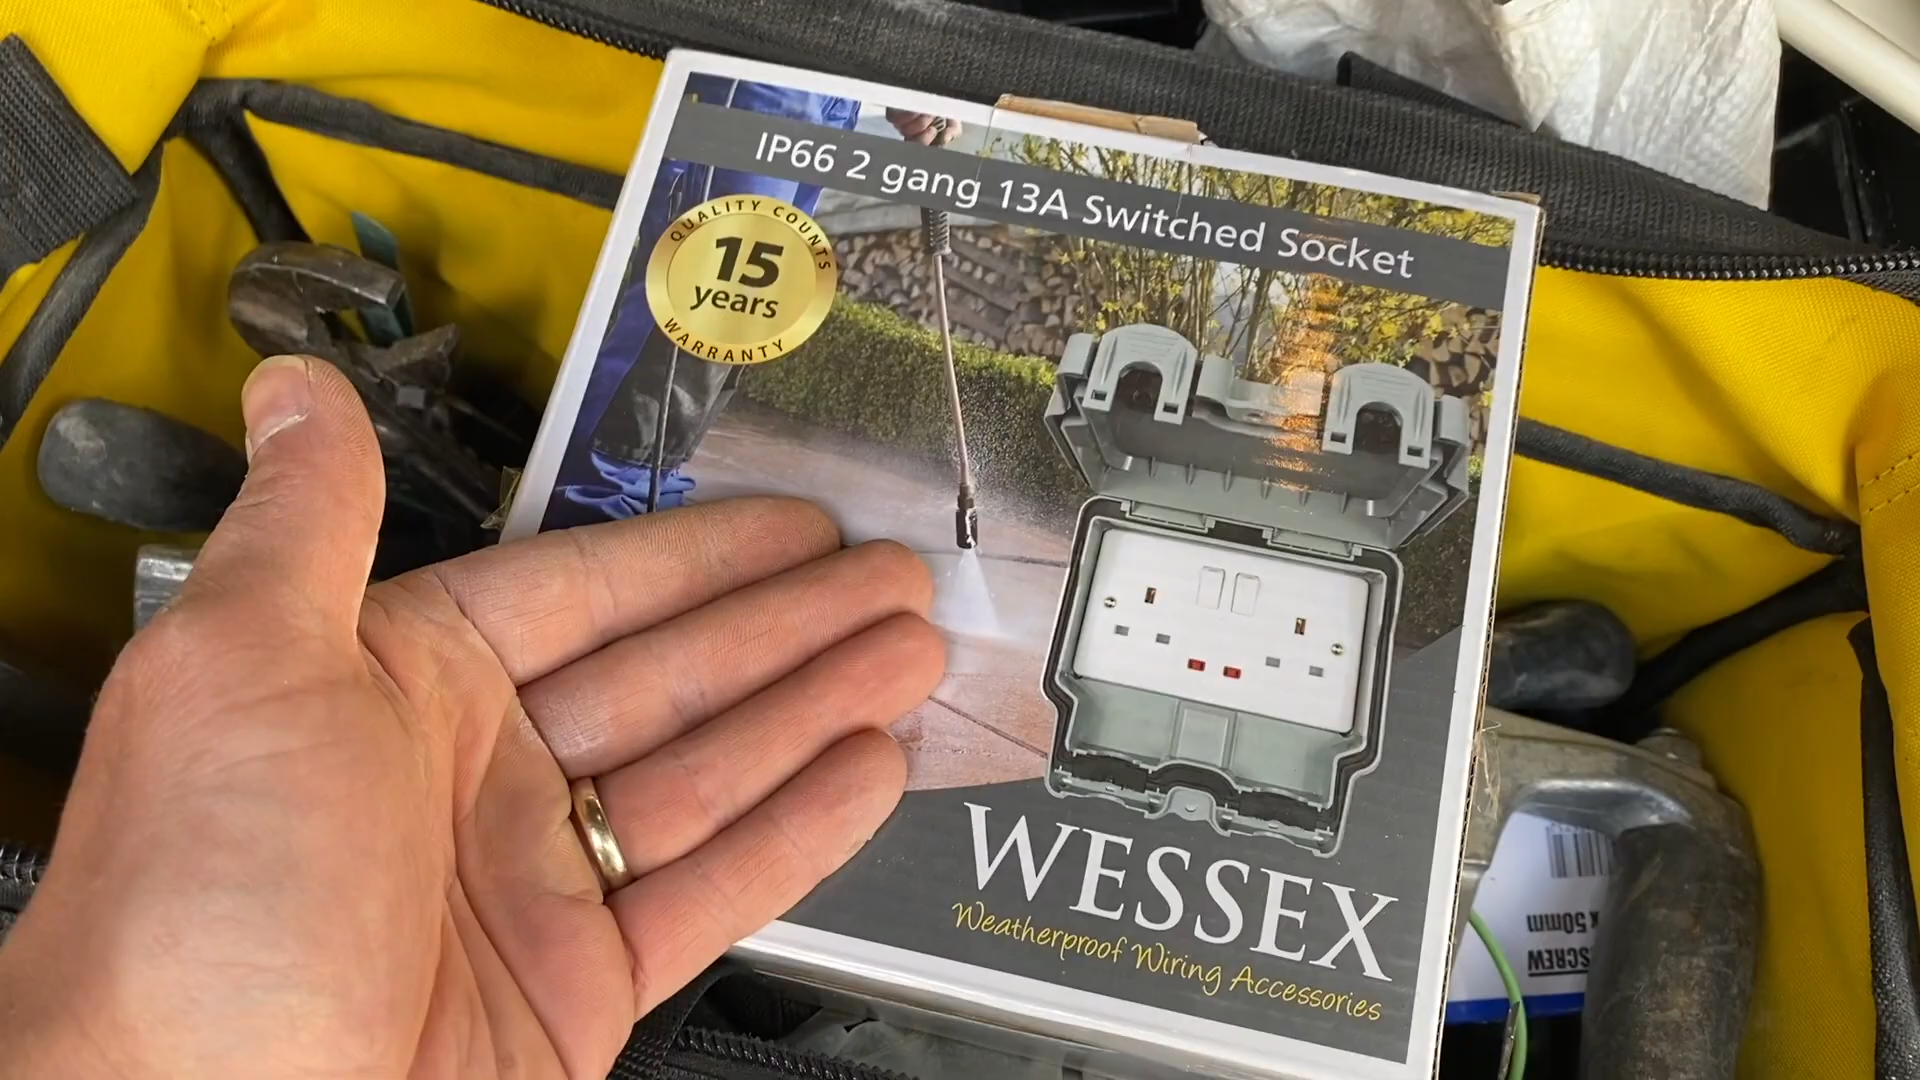 IP66 2 gang 13A Switched Socket
QUALITY COUNTS
15
years
WARRANTY
WESSEX
Weatherproof Wiring Accessories
SCREW
x 50mm